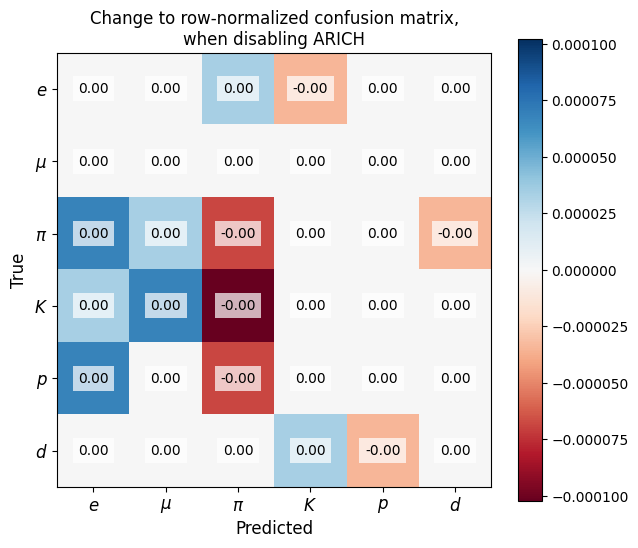 Change to row-normalized confusion matrix,
when disabling ARICH
True
e 0.00 0.00 0.00 -0.00 0.00 0.00
μ 0.00 0.00 0.00 0.00 0.00 0.00
π 0.00 0.00 -0.00 0.00 0.00 -0.00
K 0.00 0.00 -0.00 0.00 0.00 0.00
p 0.00 0.00 -0.00 0.00 0.00 0.00
d 0.00 0.00 0.00 0.00 -0.00 0.00
e μ π K p d
Predicted
0.000100
0.000075
0.000050
0.000025
0.000000
−0.000025
−0.000050
−0.000075
−0.000100